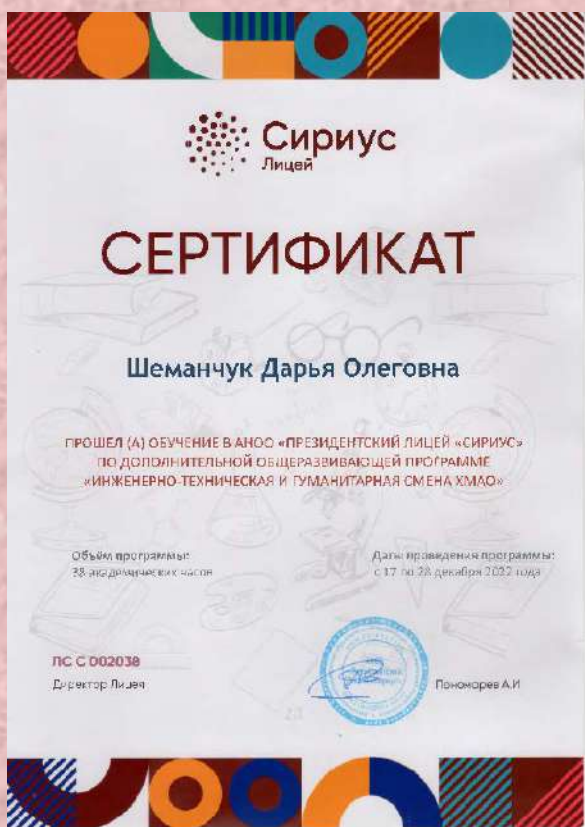 Сириус
Лицей
СЕРТИФИКАТ
Шеманчук Дарья Олеговна
ПРОШЕЛ (А) ОБУЧЕНИЕ В АНОО «ПРЕЗИДЕНТСКИЙ ЛИЦЕЙ «СИРИУС»
ПО ДОПОЛНИТЕЛЬНОЙ ОБЩЕРАЗВИВАЮЩЕЙ ПРОГРАММЕ
«ИНЖЕНЕРНО-ТЕХНИЧЕСКАЯ И ГУМАНИТАРНАЯ СМЕНА ХМАО»
Объём программы:
38 академических часов
Даты проведения программы:
с 17 по 28 декабря 2022 года
ЛС С 002038
Директор Лицея
Пономарев А.И